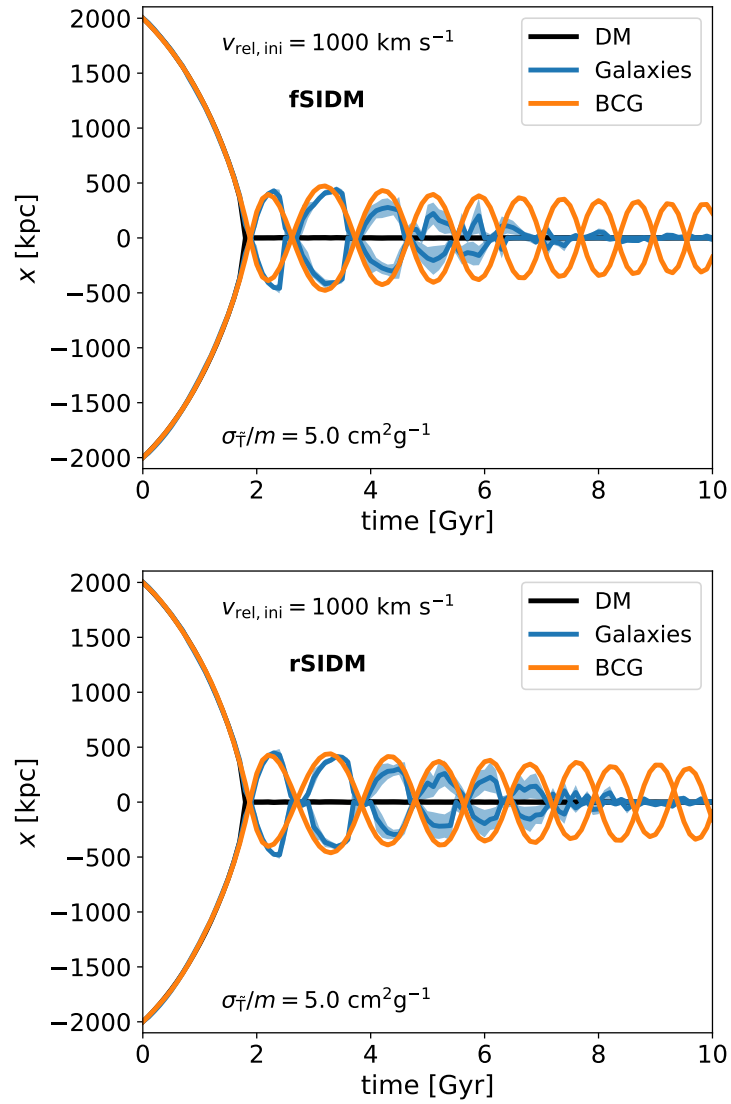 2000
1500
1000
500
0
−500
−1000
−1500
−2000
x [kpc]
v_rel,ini = 1000 km s⁻¹
fSIDM
DM
Galaxies
BCG
σ_T̃/m = 5.0 cm²g⁻¹
0 2 4 6 8 10
time [Gyr]
2000
1500
1000
500
0
−500
−1000
−1500
−2000
x [kpc]
v_rel,ini = 1000 km s⁻¹
rSIDM
DM
Galaxies
BCG
σ_T̃/m = 5.0 cm²g⁻¹
0 2 4 6 8 10
time [Gyr]